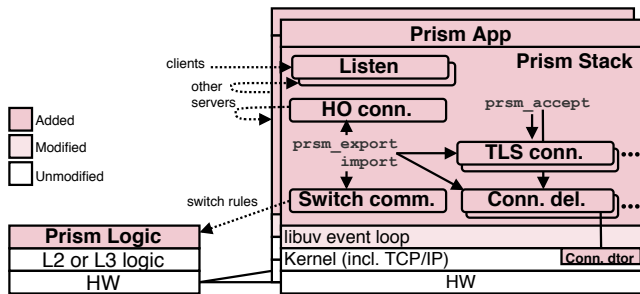 Prism App
Prism Stack
clients
Listen
other
servers
HO conn.
prsm_accept
prsm_export
import
TLS conn.
Switch comm.
Conn. del.
Added
Modified
Unmodified
switch rules
Prism Logic
L2 or L3 logic
HW
libuv event loop
Kernel (incl. TCP/IP)
Conn. dtor
HW